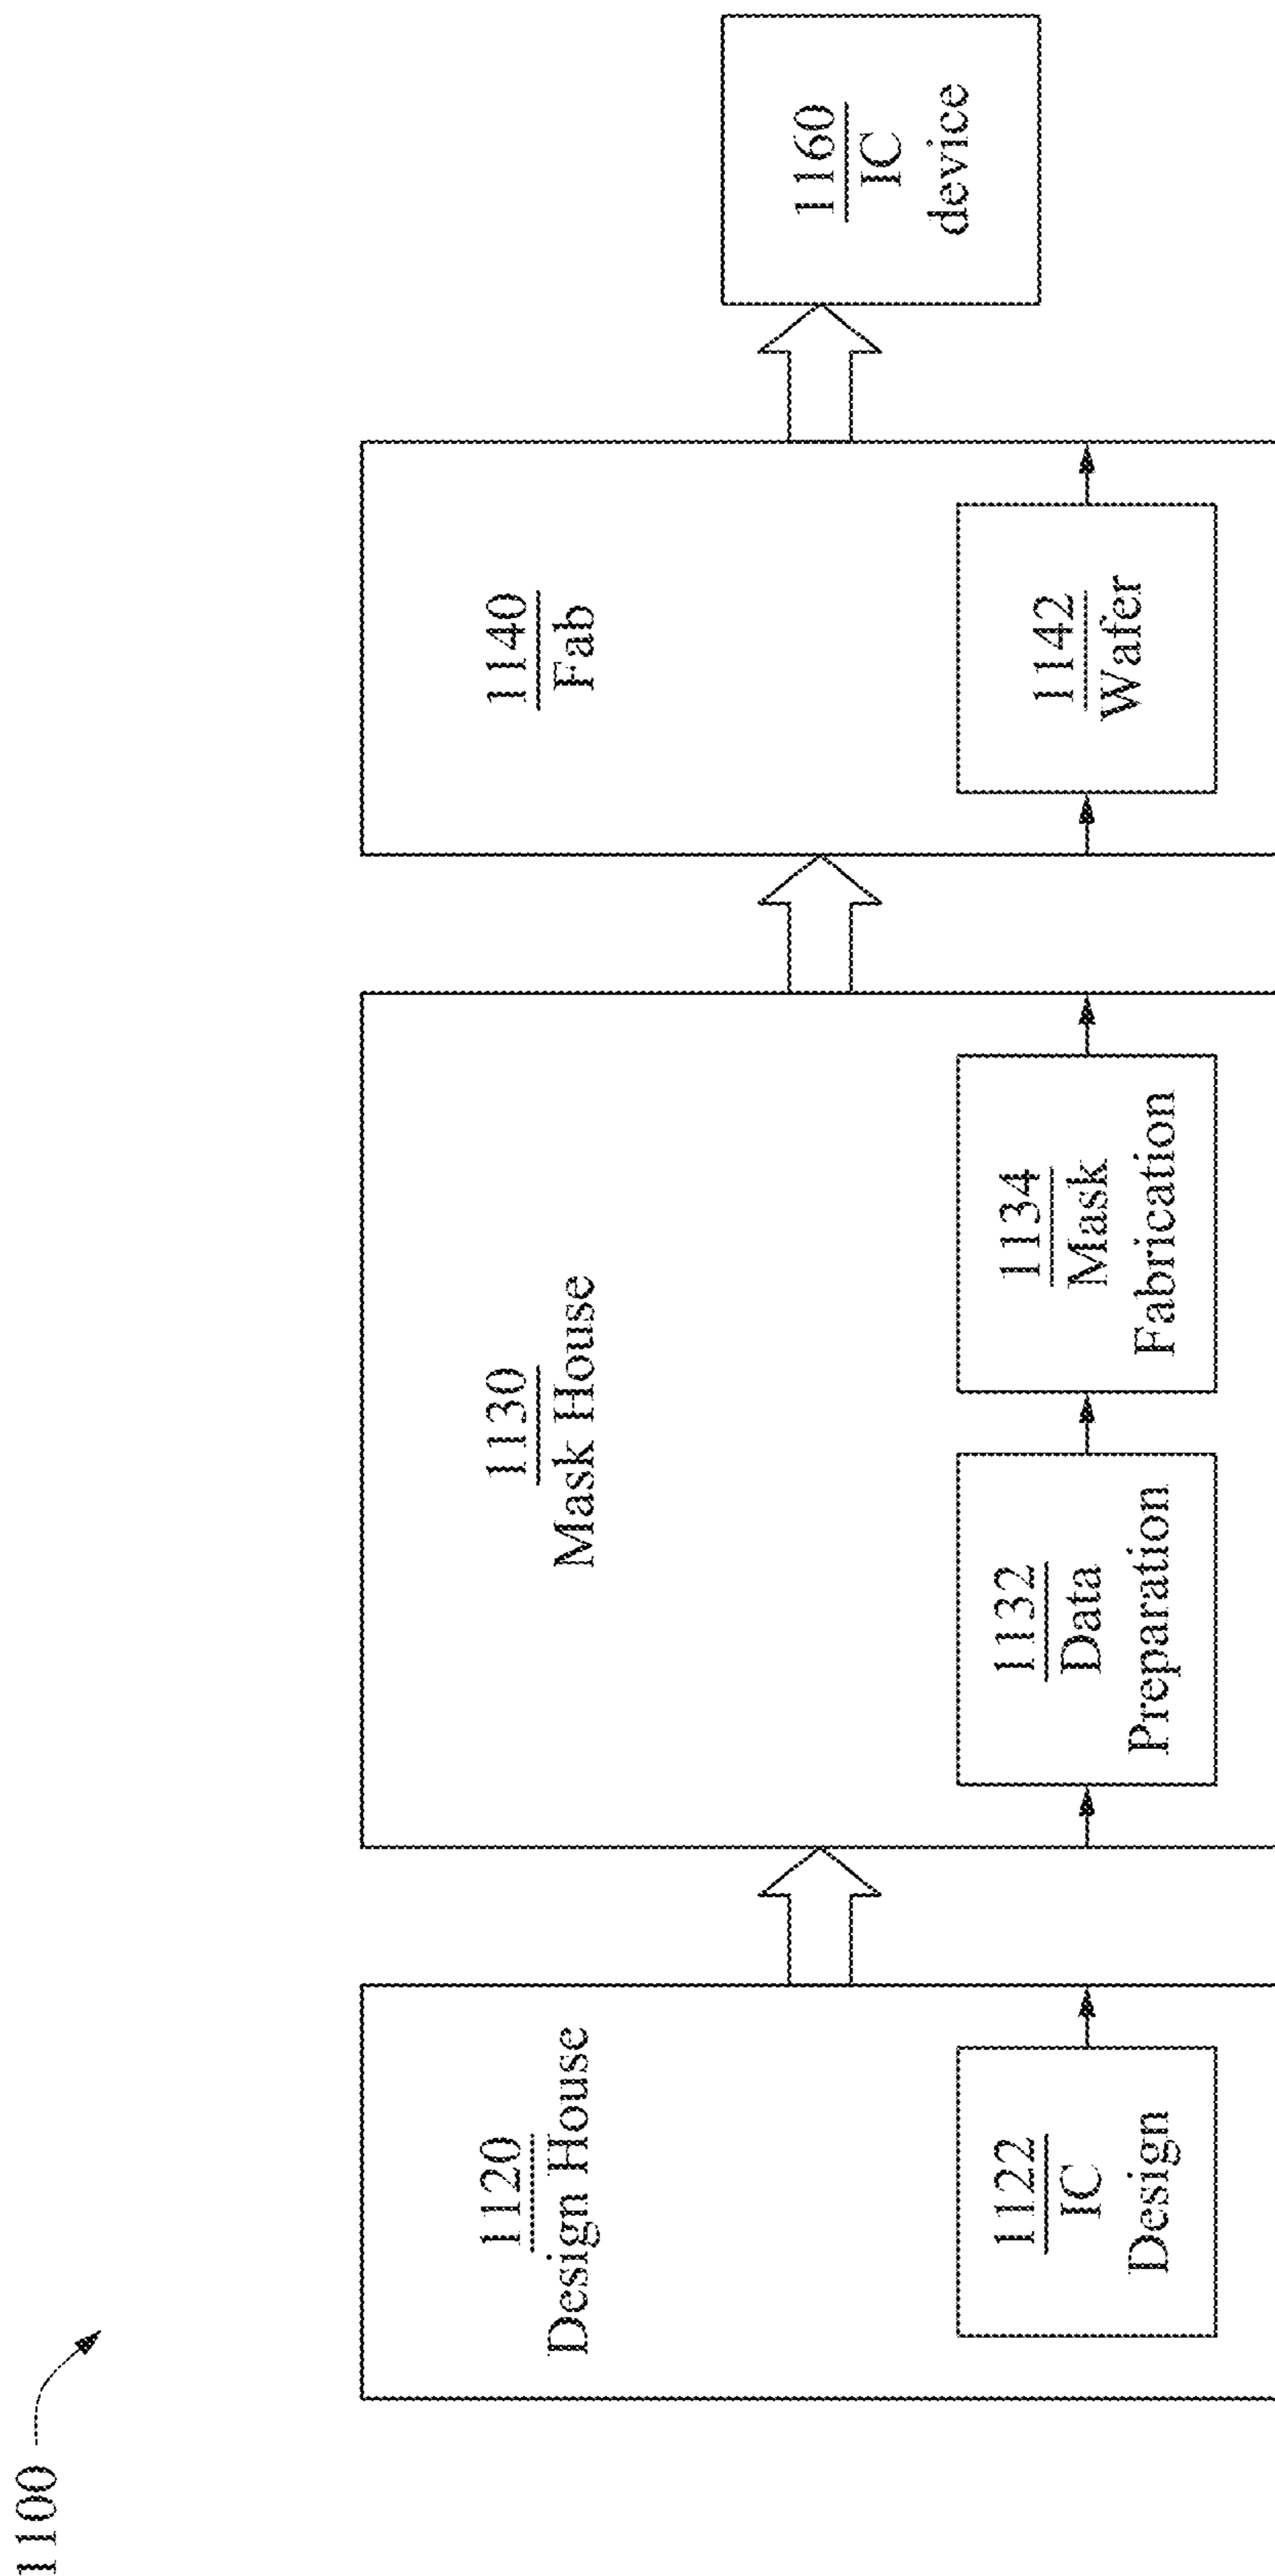 1100
1120
Design House
1122
IC
Design
1130
Mask House
1132
Data
Preparation
1134
Mask
Fabrication
1140
Fab
1142
Wafer
1160
IC
device